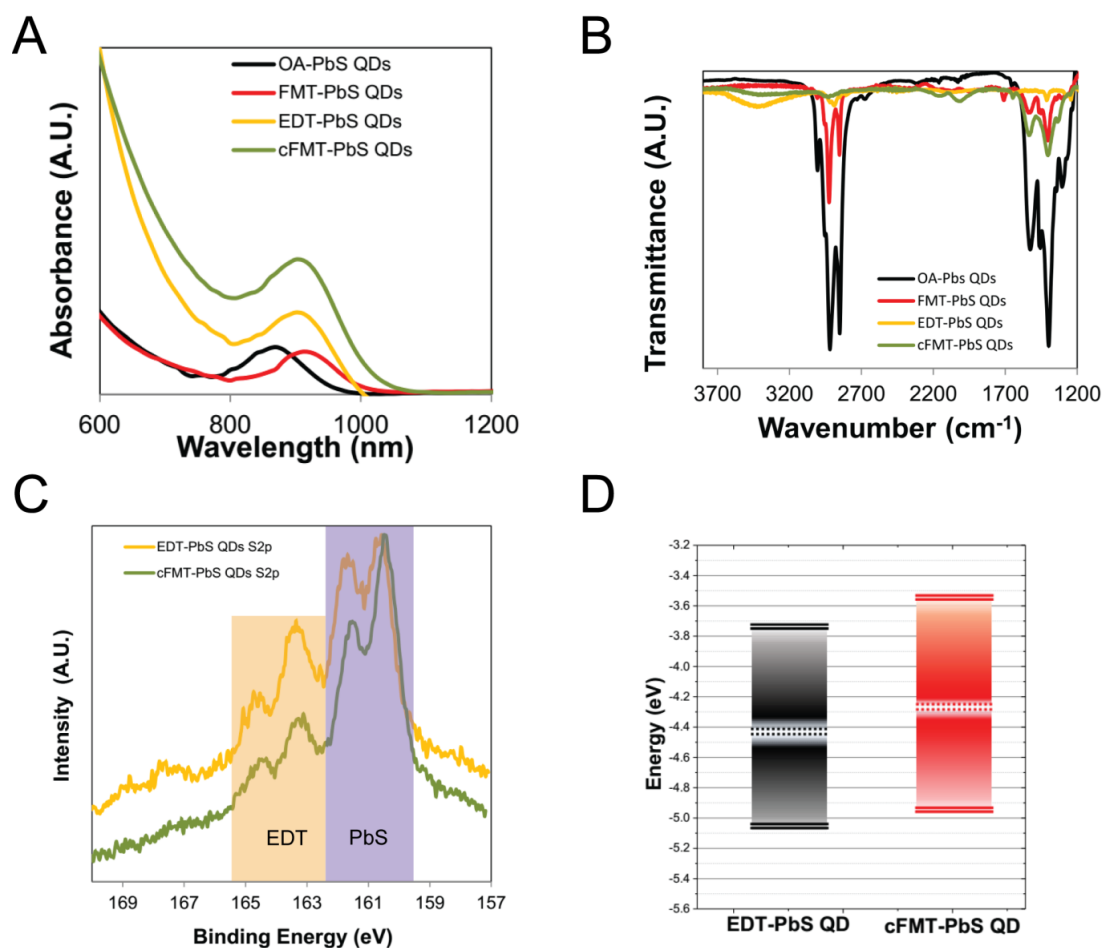 A
Absorbance (A.U.)
OA-PbS QDs
FMT-PbS QDs
EDT-PbS QDs
cFMT-PbS QDs
600 800 1000 1200
Wavelength (nm)
B
Transmittance (A.U.)
OA-Pbs QDs
FMT-PbS QDs
EDT-PbS QDs
cFMT-PbS QDs
3700 2700 1700 1200
Wavenumber (cm-1)
C
Intensity (A.U.)
EDT-PbS QDs S2p
cFMT-PbS QDs S2p
EDT
PbS
169 167 165 163 161 159 157
Binding Energy (eV)
D
Energy (eV)
-3.2
-3.4
-3.6
-3.8
-4.0
-4.2
-4.4
-4.6
-4.8
-5.0
-5.2
-5.4
-5.6
EDT-PbS QD cFMT-PbS QD